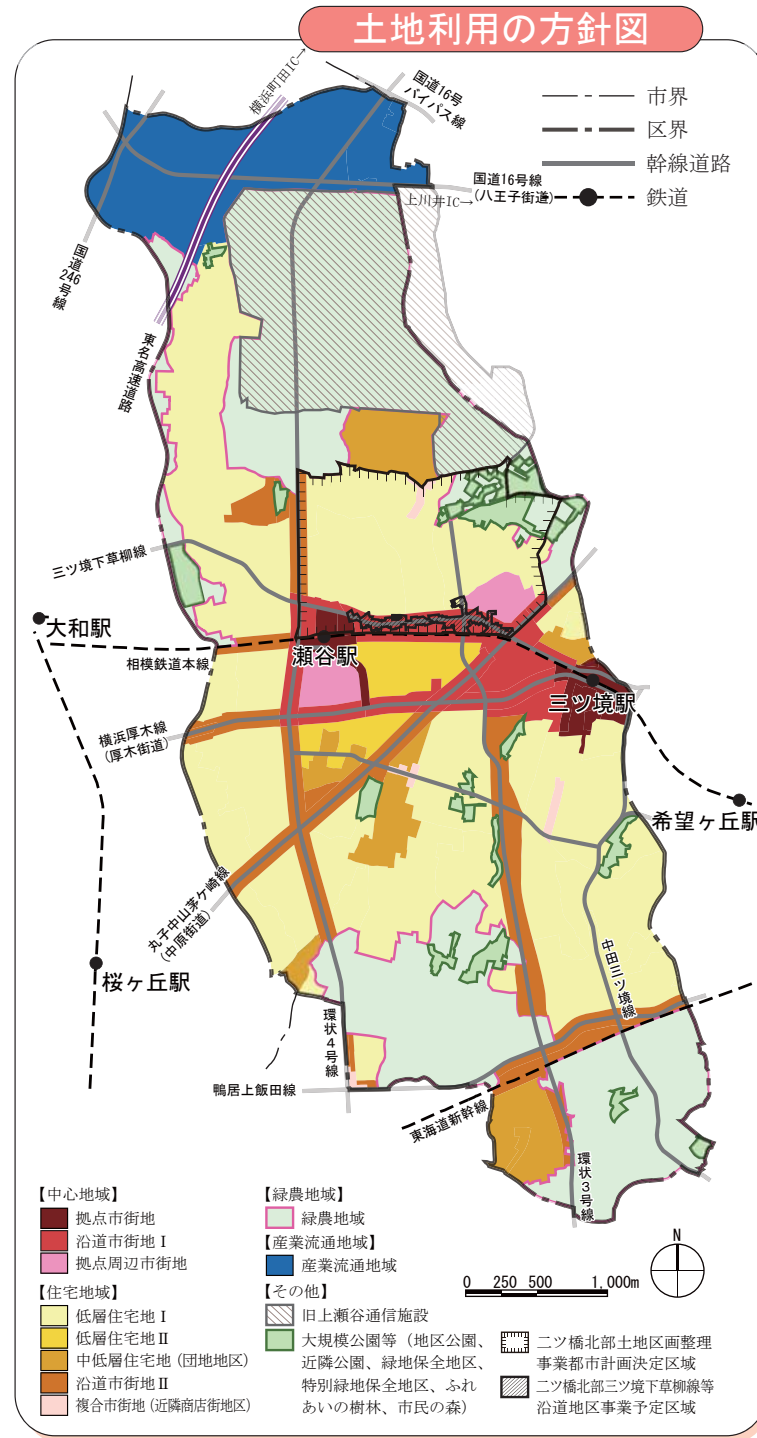 土地利用の方針図
横浜町田IC→
国道16号
バイパス線
市界
区界
幹線道路
鉄道
国道16号線
(八王子街道)
上川井IC→
国道
246
号線
東名高速道路
三ツ境下草柳線
大和駅
相模鉄道本線
瀬谷駅
三ツ境駅
横浜厚木線
(厚木街道)
希望ヶ丘駅
丸子中山茅ケ崎線
(中原街道)
桜ヶ丘駅
中田三ツ境線
環状4号線
鴨居上飯田線
東海道新幹線
環状3号線
【中心地域】
拠点市街地
沿道市街地Ⅰ
拠点周辺市街地
【住宅地域】
低層住宅地Ⅰ
低層住宅地Ⅱ
中低層住宅地(団地地区)
沿道市街地Ⅱ
複合市街地(近隣商店街地区)
【緑農地域】
緑農地域
【産業流通地域】
産業流通地域
【その他】
旧上瀬谷通信施設
大規模公園等(地区公園、
近隣公園、緑地保全地区、
特別緑地保全地区、ふれ
あいの樹林、市民の森)
N
0 250 500 1,000m
二ツ橋北部土地区画整理
事業都市計画決定区域
二ツ橋北部三ツ境下草柳線等
沿道地区事業予定区域